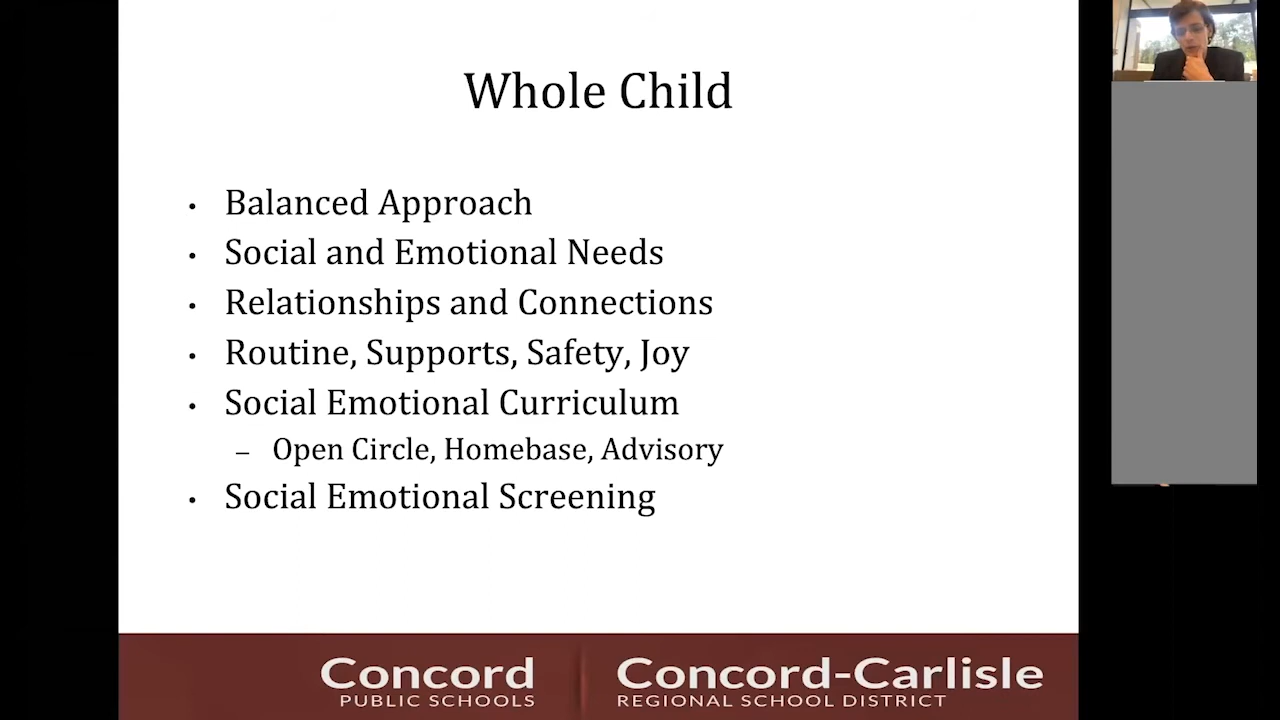 Whole Child
• Balanced Approach
• Social and Emotional Needs
• Relationships and Connections
• Routine, Supports, Safety, Joy
• Social Emotional Curriculum
– Open Circle, Homebase, Advisory
• Social Emotional Screening
Concord
PUBLIC SCHOOLS
Concord-Carlisle
REGIONAL SCHOOL DISTRICT